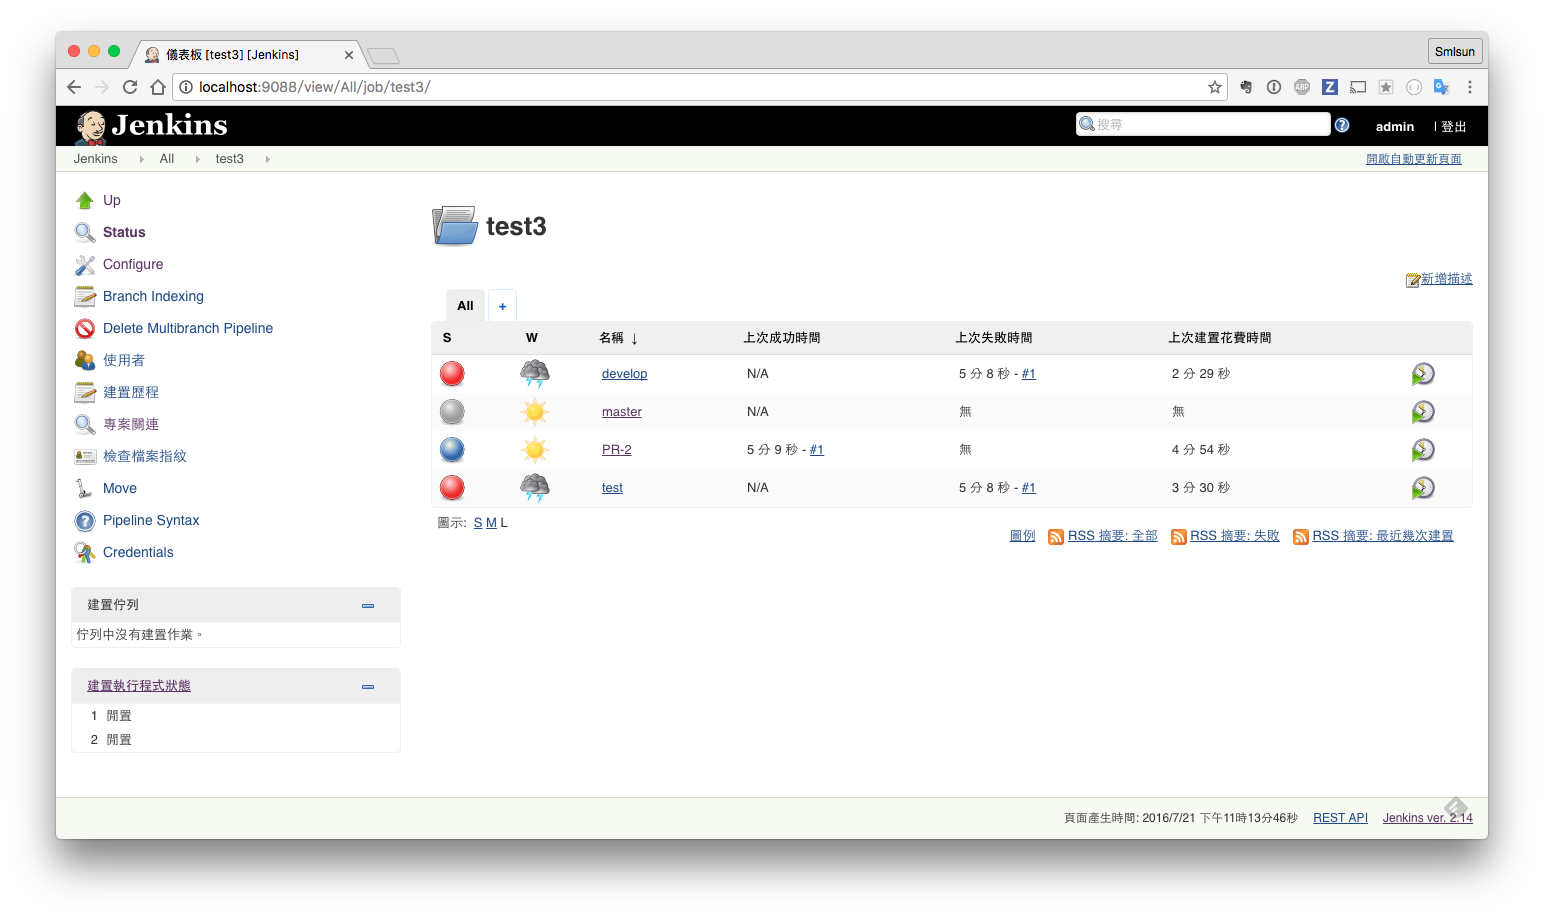 儀表板 [test3] [Jenkins]
Smlsun
localhost:9088/view/All/job/test3/
ABP
Z
Jenkins
搜尋
admin | 登出
Jenkins All test3
開啟自動更新頁面
Up
Status
Configure
Branch Indexing
Delete Multibranch Pipeline
使用者
建置歷程
專案關連
檢查檔案指紋
Move
Pipeline Syntax
Credentials
建置佇列
佇列中沒有建置作業。
建置執行程式狀態
1 閒置
2 閒置
test3
新增描述
All +
S W 名稱 ↓ 上次成功時間 上次失敗時間 上次建置花費時間
develop N/A 5 分 8 秒 - #1 2 分 29 秒
master N/A 無 無
PR-2 5 分 9 秒 - #1 無 4 分 54 秒
test N/A 5 分 8 秒 - #1 3 分 30 秒
圖示: S M L
圖例 RSS 摘要: 全部 RSS 摘要: 失敗 RSS 摘要: 最近幾次建置
頁面產生時間: 2016/7/21 下午11時13分46秒 REST API Jenkins ver. 2.14